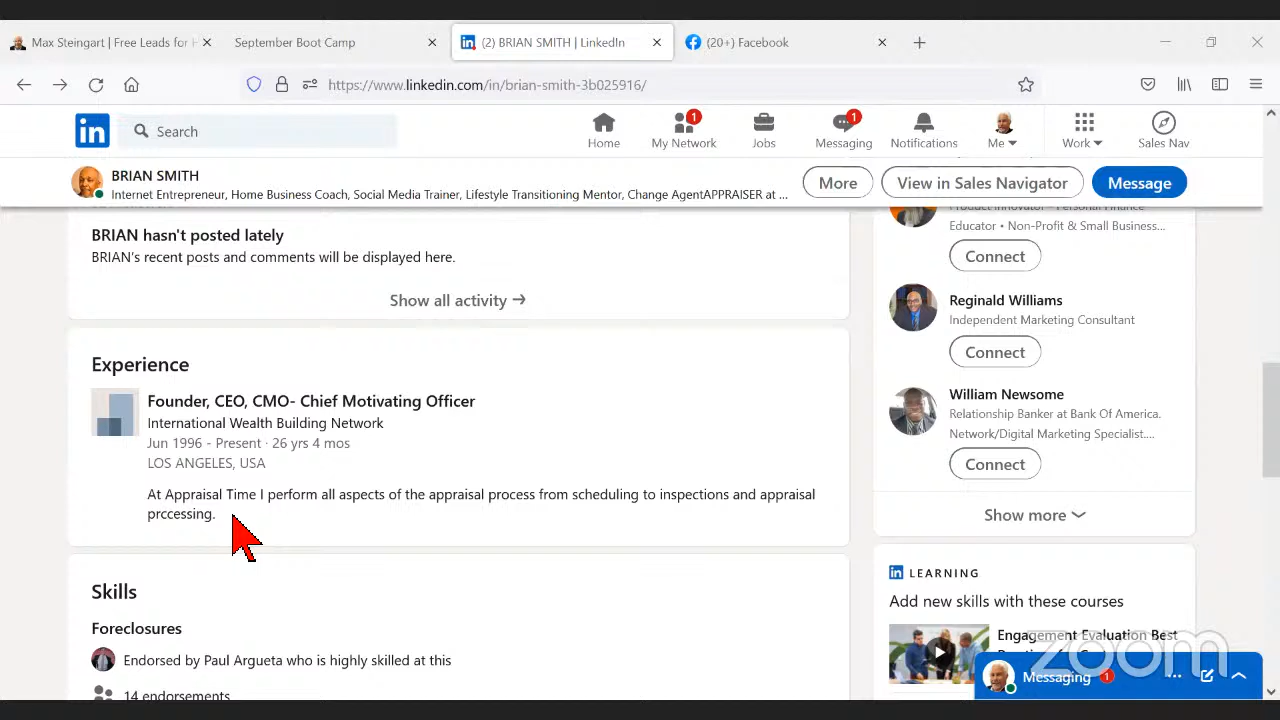 Max Steingart | Free Leads for H
September Boot Camp
(2) BRIAN SMITH | LinkedIn
(20+) Facebook
https://www.linkedin.com/in/brian-smith-3b025916/
in
Search
1
1
Home
My Network
Jobs
Messaging
Notifications
Me
Work
Sales Nav
BRIAN SMITH
Internet Entrepreneur, Home Business Coach, Social Media Trainer, Lifestyle Transitioning Mentor, Change AgentAPPRAISER at ...
More
View in Sales Navigator
Message
BRIAN hasn't posted lately
BRIAN's recent posts and comments will be displayed here.
Show all activity →
Experience
Founder, CEO, CMO- Chief Motivating Officer
International Wealth Building Network
Jun 1996 - Present · 26 yrs 4 mos
LOS ANGELES, USA
At Appraisal Time I perform all aspects of the appraisal process from scheduling to inspections and appraisal
prccessing.
Skills
Foreclosures
Endorsed by Paul Argueta who is highly skilled at this
14 endorsements
Product Innovator - Personal Finance
Educator • Non-Profit & Small Business...
Connect
Reginald Williams
Independent Marketing Consultant
Connect
William Newsome
Relationship Banker at Bank Of America.
Network/Digital Marketing Specialist....
Connect
Show more
in LEARNING
Add new skills with these courses
Engagement Evaluation Best
zoom
Messaging 1